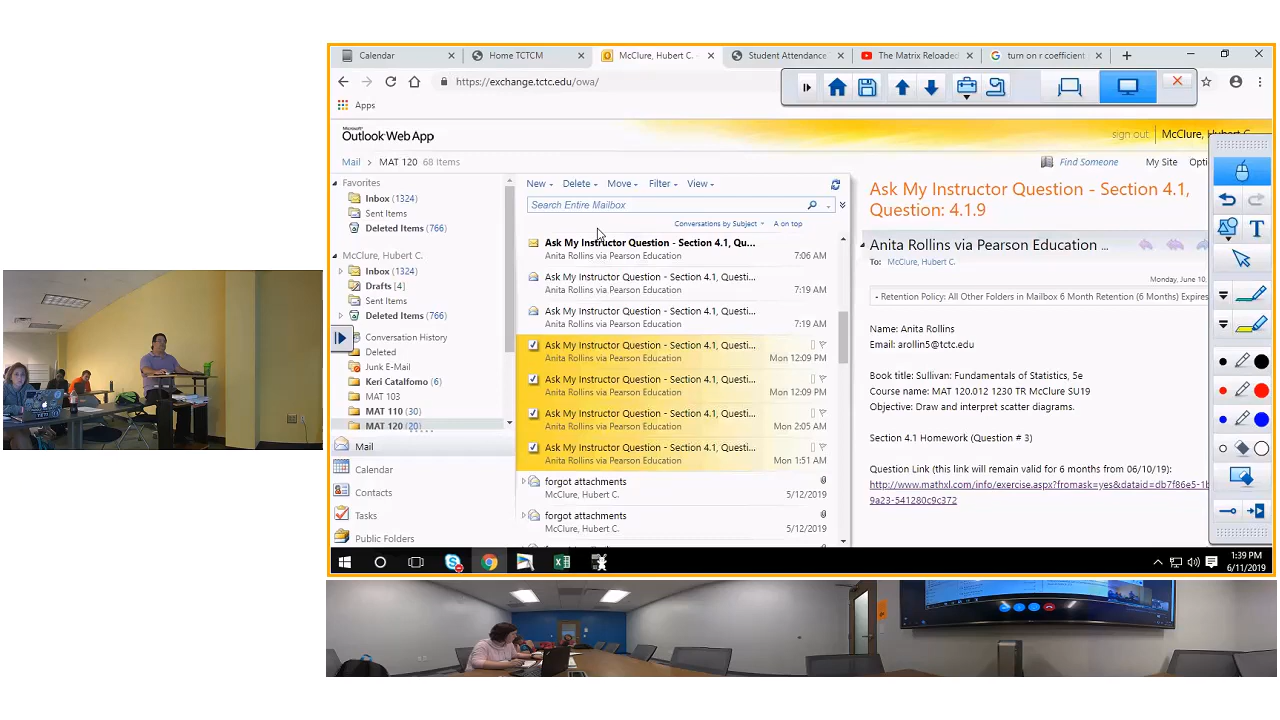 Calendar
Home TCTCM
McClure, Hubert C. -
Student Attendance
The Matrix Reloaded
turn on r coefficient
https://exchange.tctc.edu/owa/
Apps
Microsoft
Outlook Web App
sign out
McClure, Hubert C.
Mail > MAT 120 68 Items
Find Someone
My Site
Opti
Favorites
Inbox (1324)
Sent Items
Deleted Items (766)
McClure, Hubert C.
Inbox (1324)
Drafts (4)
Sent Items
Deleted Items (766)
Conversation History
Deleted
Junk E-Mail
Keri Catalfomo (6)
MAT 103
MAT 110 (30)
MAT 120 (20)
Mail
Calendar
Contacts
Tasks
Public Folders
New
Delete
Move
Filter
View
Search Entire Mailbox
Conversations by Subject
A on top
Ask My Instructor Question - Section 4.1, Qu...
Anita Rollins via Pearson Education 7:06 AM
Ask My Instructor Question - Section 4.1, Questi...
Anita Rollins via Pearson Education 7:19 AM
Ask My Instructor Question - Section 4.1, Questi...
Anita Rollins via Pearson Education 7:19 AM
Ask My Instructor Question - Section 4.1, Questi...
Anita Rollins via Pearson Education Mon 12:09 PM
Ask My Instructor Question - Section 4.1, Questi...
Anita Rollins via Pearson Education Mon 12:09 PM
Ask My Instructor Question - Section 4.1, Questi...
Anita Rollins via Pearson Education Mon 2:05 AM
Ask My Instructor Question - Section 4.1, Questi...
Anita Rollins via Pearson Education Mon 1:51 AM
forgot attachments
McClure, Hubert C. 5/12/2019
forgot attachments
McClure, Hubert C. 5/12/2019
Ask My Instructor Question - Section 4.1,
Question: 4.1.9
Anita Rollins via Pearson Education ...
To: McClure, Hubert C.
Monday, June 10,
- Retention Policy: All Other Folders in Mailbox 6 Month Retention (6 Months) Expires
Name: Anita Rollins
Email: arollin5@tctc.edu
Book title: Sullivan: Fundamentals of Statistics, 5e
Course name: MAT 120.012 1230 TR McClure SU19
Objective: Draw and interpret scatter diagrams.
Section 4.1 Homework (Question # 3)
Question Link (this link will remain valid for 6 months from 06/10/19):
http://www.mathxl.com/info/exercise.aspx?fromask=yes&dataid=db7f86e5-1b
9a23-541280c9c372
T
1:39 PM
6/11/2019